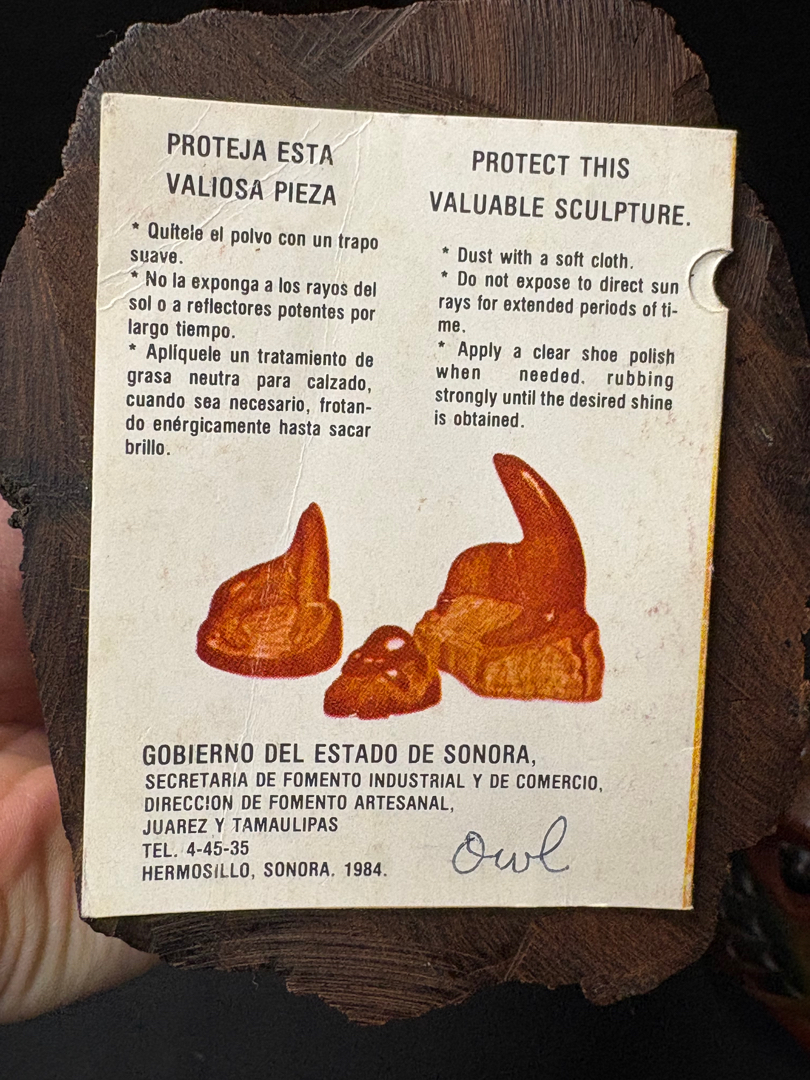 PROTEJA ESTA
VALIOSA PIEZA
* Quítele el polvo con un trapo
suave.
* No la exponga a los rayos del
sol o a reflectores potentes por
largo tiempo.
* Aplíquele un tratamiento de
grasa neutra para calzado,
cuando sea necesario, frotan-
do enérgicamente hasta sacar
brillo.
PROTECT THIS
VALUABLE SCULPTURE.
* Dust with a soft cloth.
* Do not expose to direct sun
rays for extended periods of ti-
me.
* Apply a clear shoe polish
when needed. rubbing
strongly until the desired shine
is obtained.
GOBIERNO DEL ESTADO DE SONORA,
SECRETARIA DE FOMENTO INDUSTRIAL Y DE COMERCIO,
DIRECCION DE FOMENTO ARTESANAL,
JUAREZ Y TAMAULIPAS
TEL. 4-45-35
HERMOSILLO, SONORA. 1984.
Owl